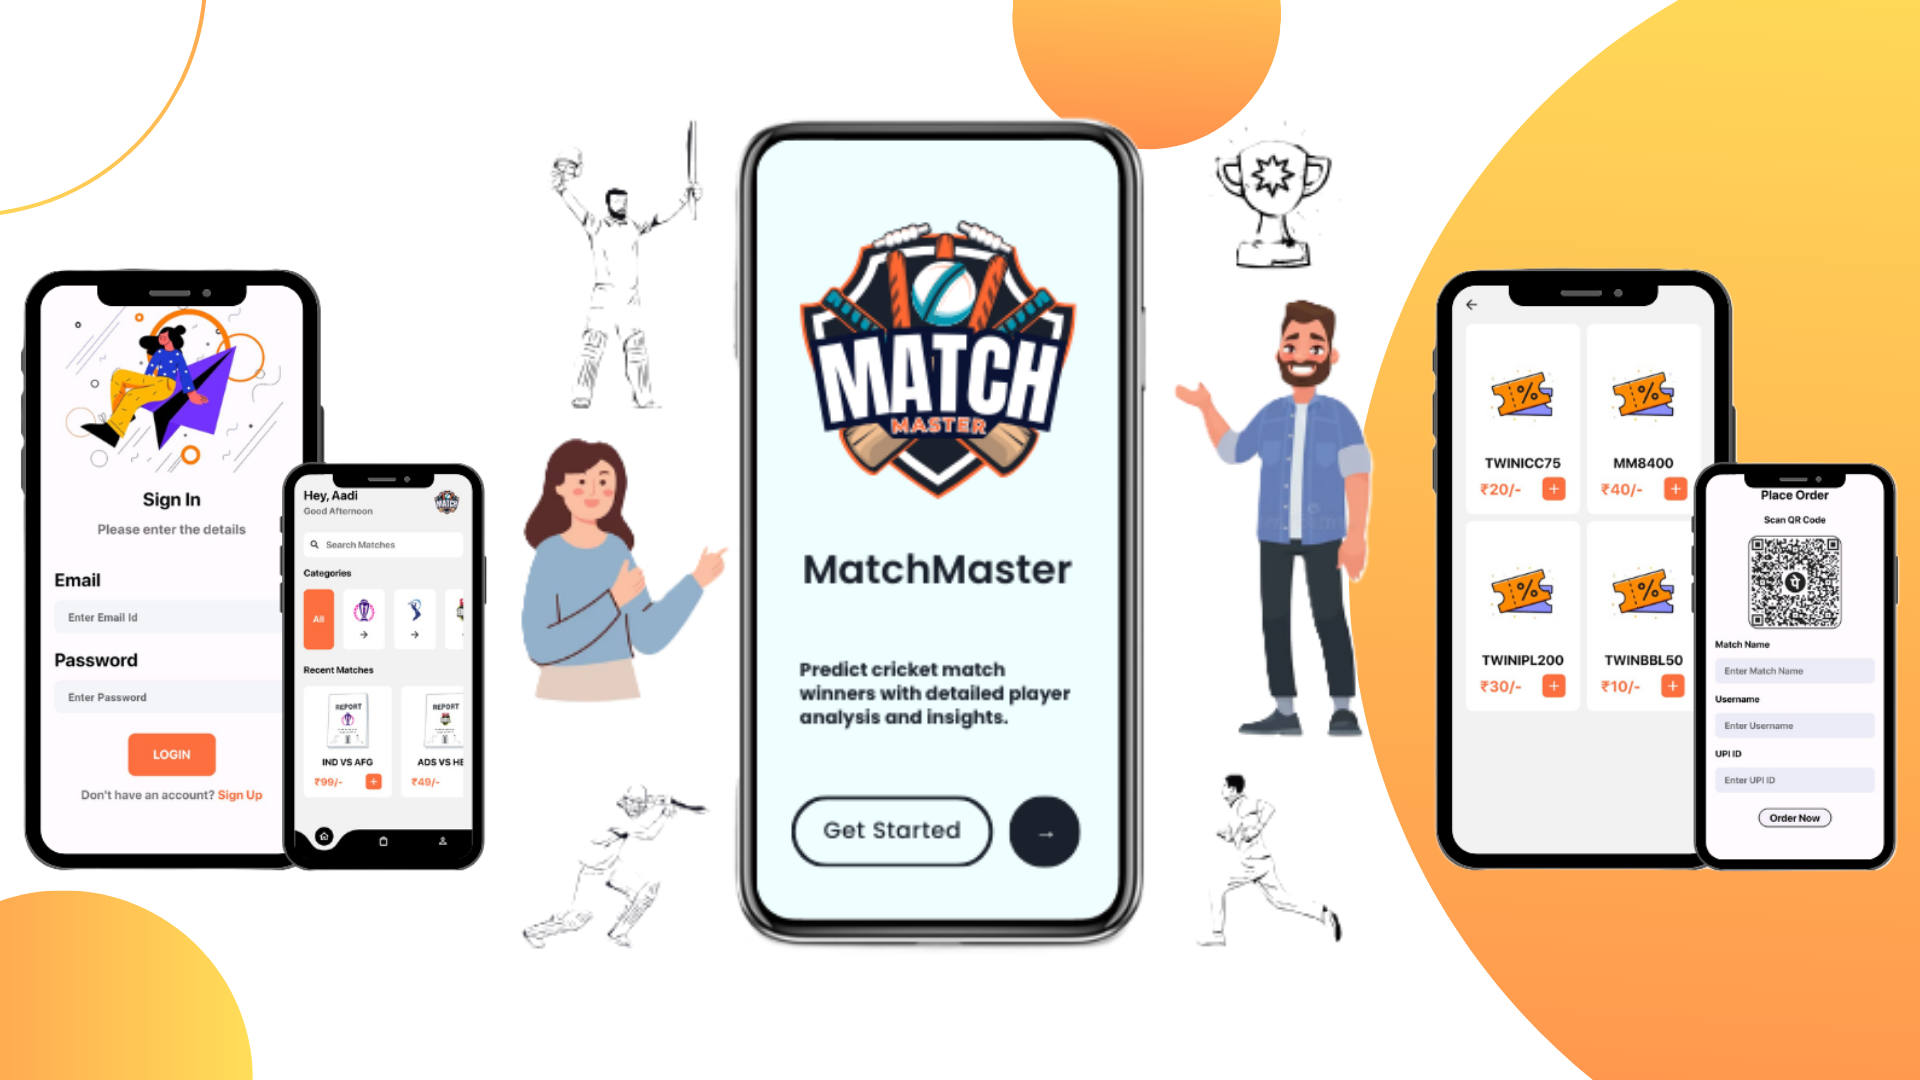 Sign In
Please enter the details
Email
Enter Email Id
Password
Enter Password
LOGIN
Don't have an account? Sign Up
Hey, Aadi
Good Afternoon
Search Matches
Categories
All
Recent Matches
REPORT
REPORT
IND VS AFG
ADS VS HE
₹99/-
₹49/-
MATCH
MASTER
MatchMaster
Predict cricket match
winners with detailed player
analysis and insights.
Get Started
TWINICC75
MM8400
₹20/-
₹40/-
TWINIPL200
TWINBBL50
₹30/-
₹10/-
Place Order
Scan QR Code
Match Name
Enter Match Name
Username
Enter Username
UPI ID
Enter UPI ID
Order Now